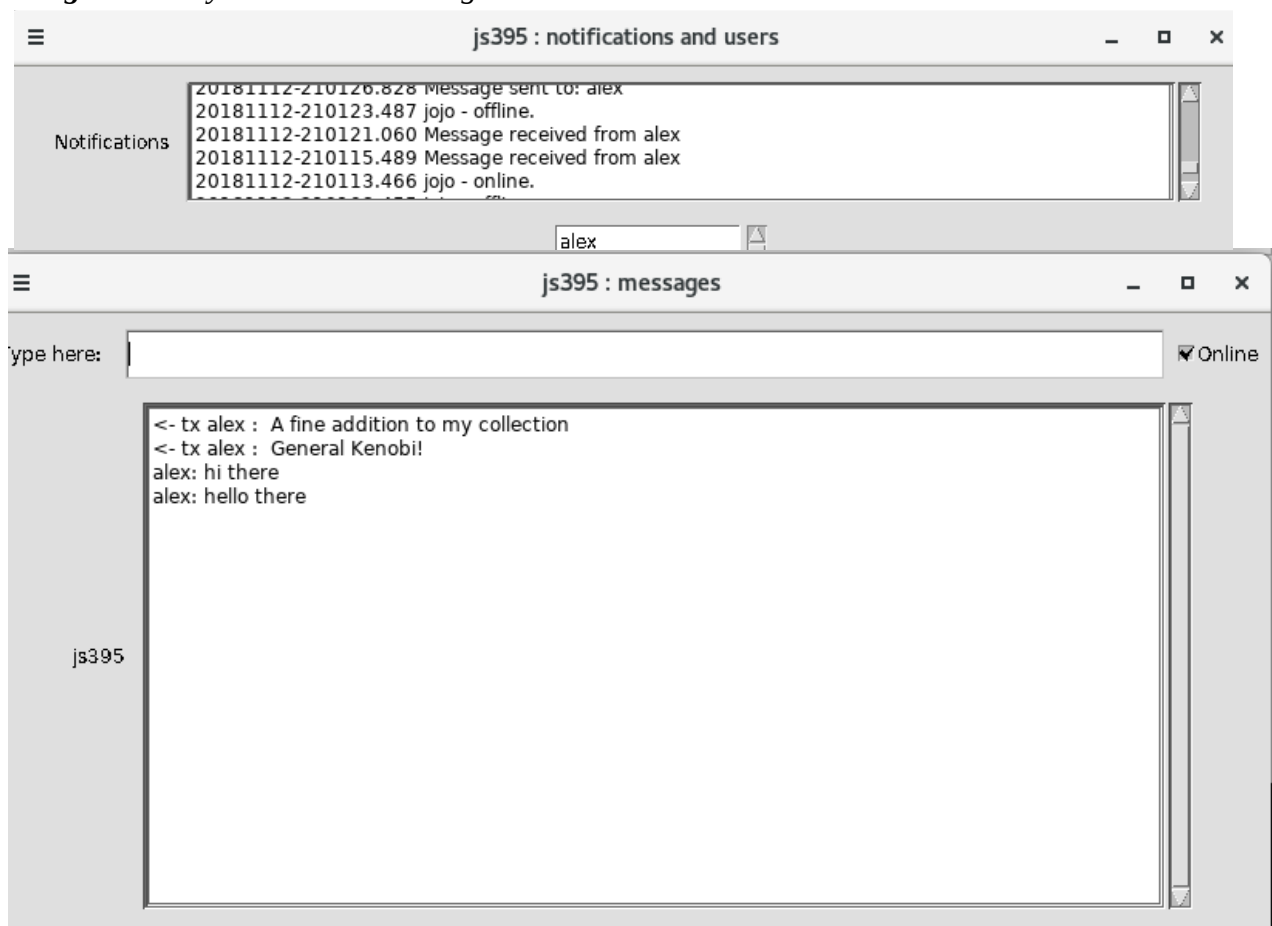 js395 : notifications and users
Notifications
20181112-210126.828 Message sent to: alex
20181112-210123.487 jojo - offline.
20181112-210121.060 Message received from alex
20181112-210115.489 Message received from alex
20181112-210113.466 jojo - online.
alex
js395 : messages
ype here:
Online
<- tx alex : A fine addition to my collection
<- tx alex : General Kenobi!
alex: hi there
alex: hello there
js395